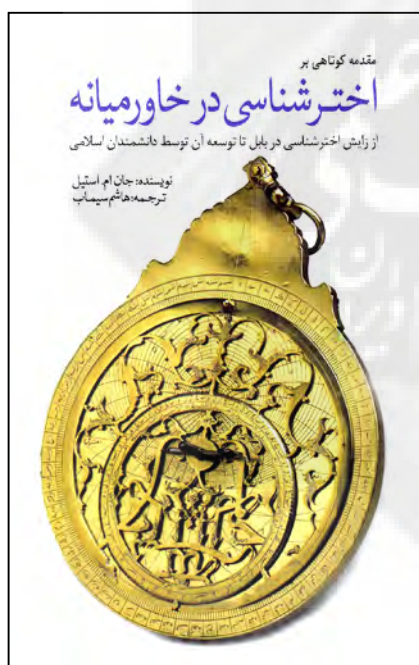 مقدمه کوتاهی بر
اخترشناسی در خاورمیانه
از زایش اخترشناسی در بابل تا توسعه آن توسط دانشمندان اسلامی
نویسنده: جان ام. استیل
ترجمه: هاشم سیماب